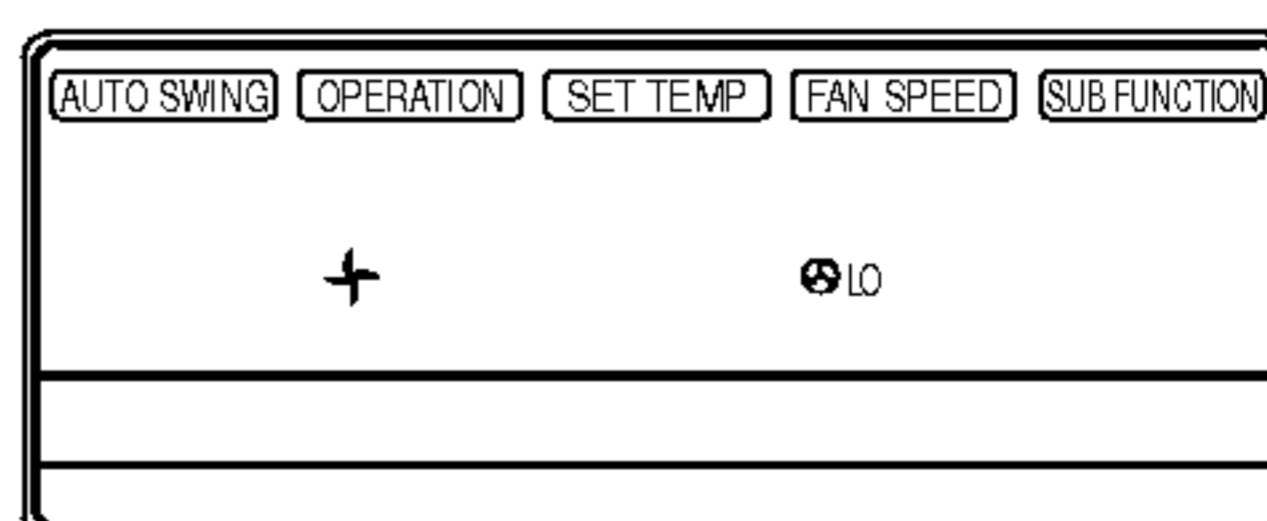 AUTO SWING OPERATION SET TEMP FAN SPEED SUB FUNCTION
LO